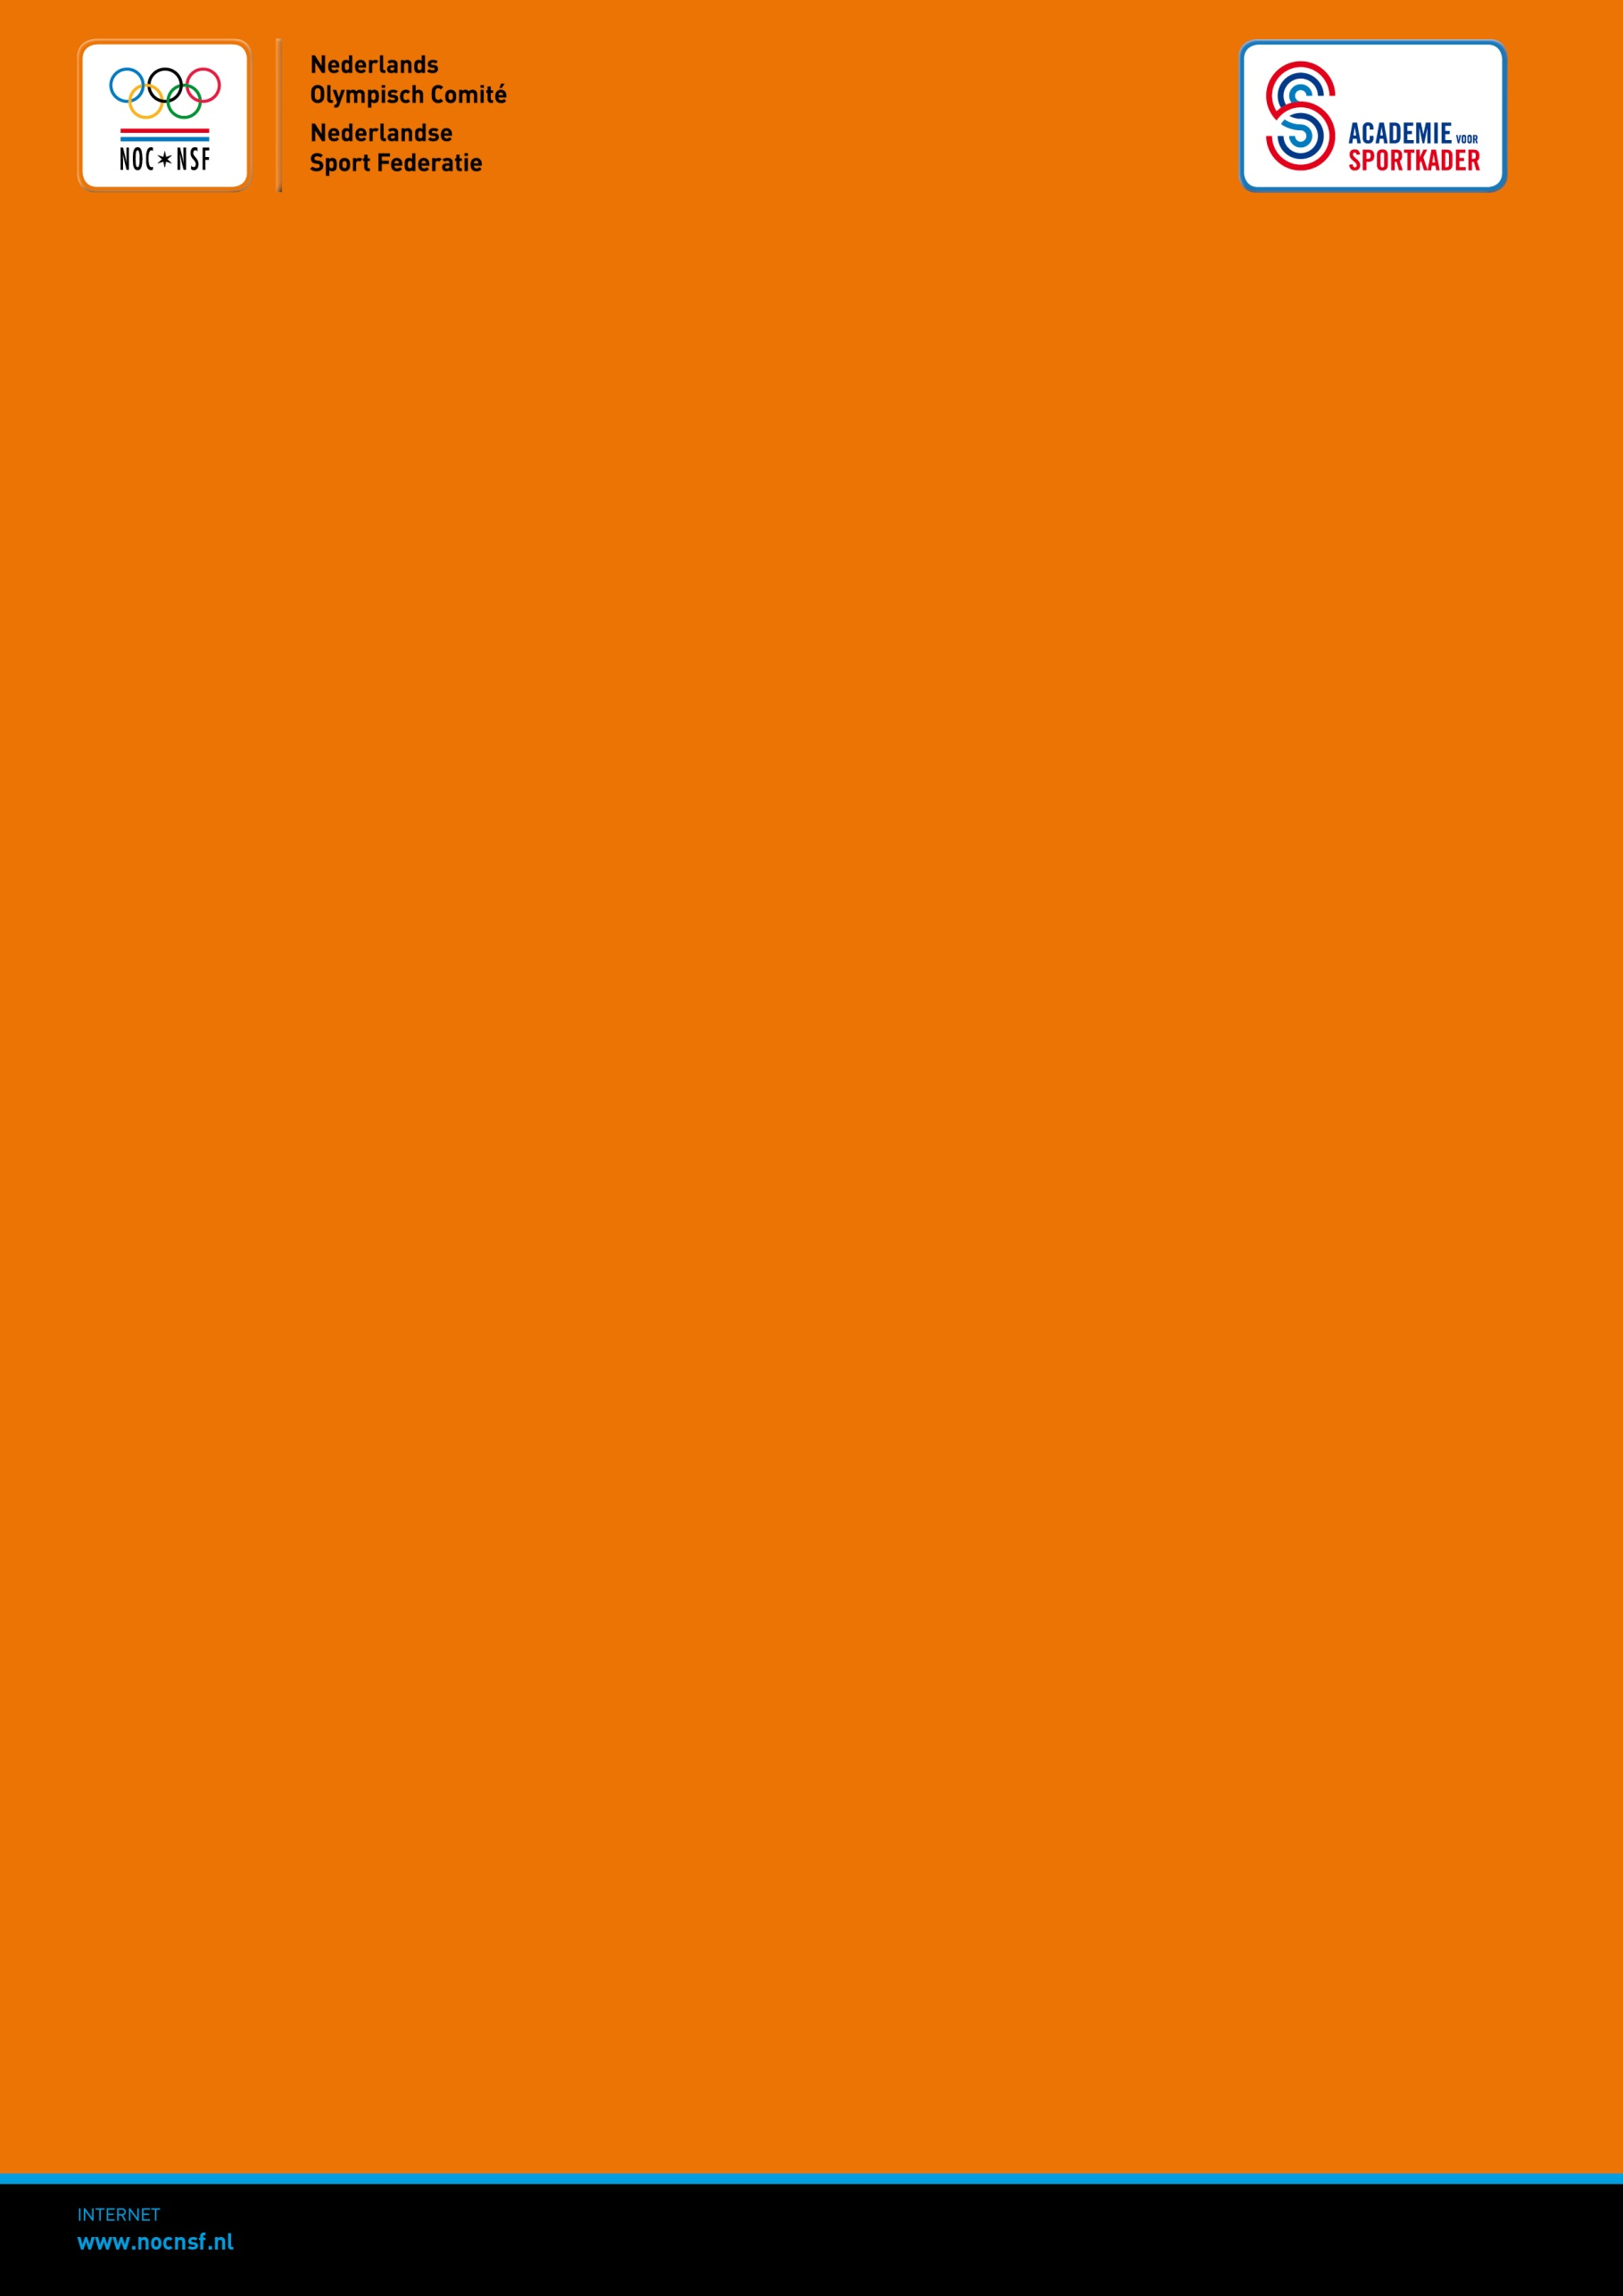 NOC✶NSF
Nederlands
Olympisch Comité
Nederlandse
Sport Federatie
ACADEMIE VOOR
SPORTKADER
INTERNET
www.nocnsf.nl